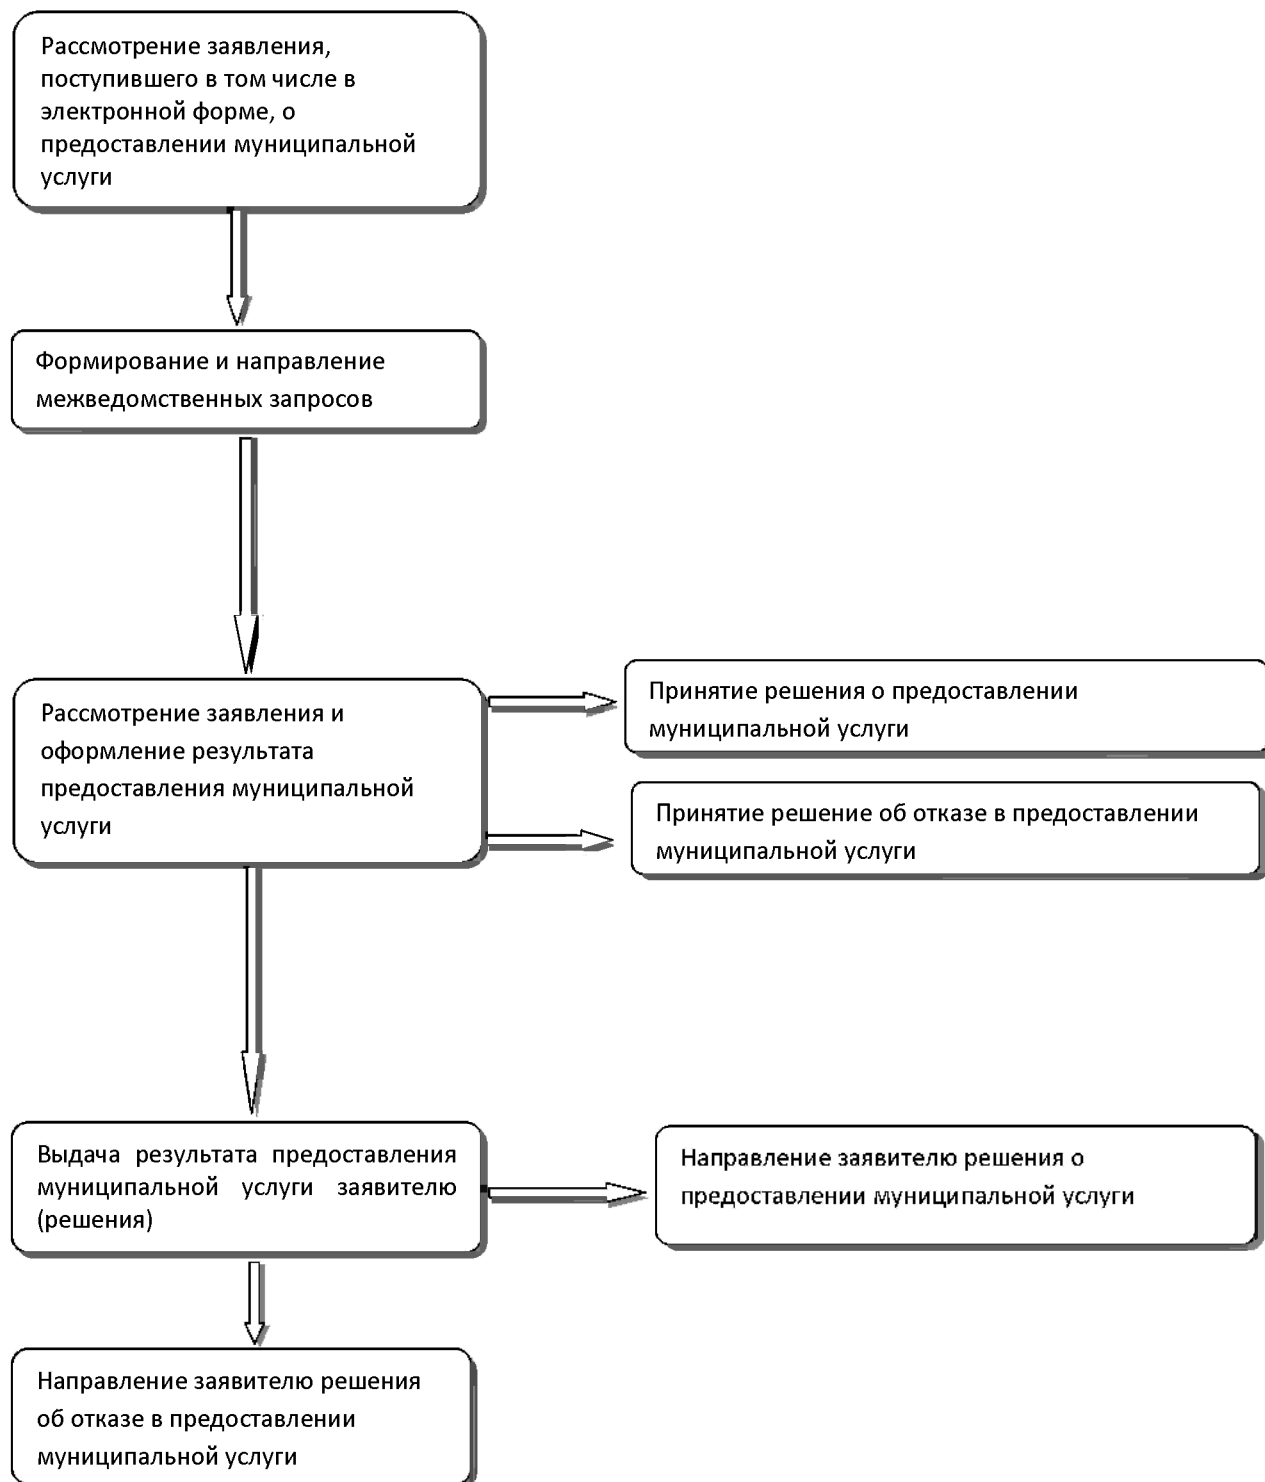 Рассмотрение заявления,
поступившего в том числе в
электронной форме, о
предоставлении муниципальной
услуги
Формирование и направление
межведомственных запросов
Рассмотрение заявления и
оформление результата
предоставления муниципальной
услуги
Принятие решения о предоставлении
муниципальной услуги
Принятие решение об отказе в предоставлении
муниципальной услуги
Выдача результата предоставления
муниципальной услуги заявителю
(решения)
Направление заявителю решения о
предоставлении муниципальной услуги
Направление заявителю решения
об отказе в предоставлении
муниципальной услуги